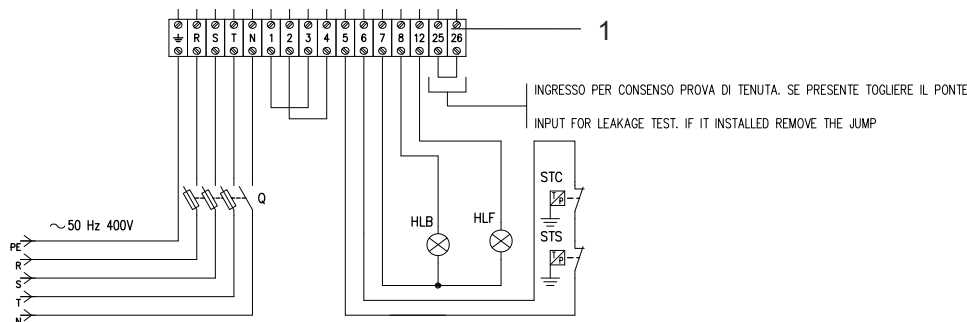 ⏚ R S T N 1 2 3 4 5 6 7 8 12 25 26
1
INGRESSO PER CONSENSO PROVA DI TENUTA. SE PRESENTE TOGLIERE IL PONTE
INPUT FOR LEAKAGE TEST. IF IT INSTALLED REMOVE THE JUMP
STC
T/P
Q
HLB
HLF
STS
T/P
~50 Hz 400V
PE
R
S
T
N